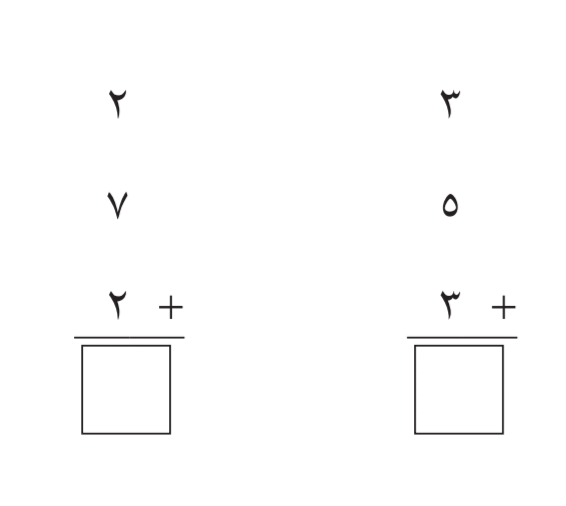 ٣ ٢
٥ ٧
+ ٣ + ٢